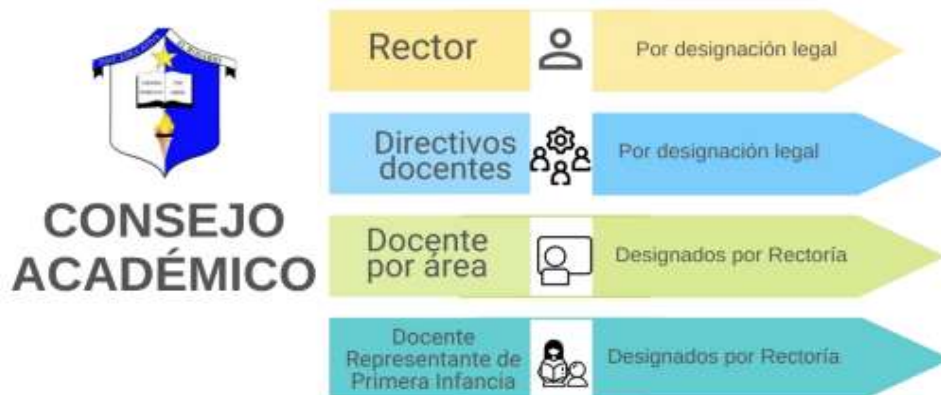 CONSEJO
ACADÉMICO
Rector
Por designación legal
Directivos
docentes
Por designación legal
Docente
por área
Designados por Rectoría
Docente
Representante de
Primera Infancia
Designados por Rectoría